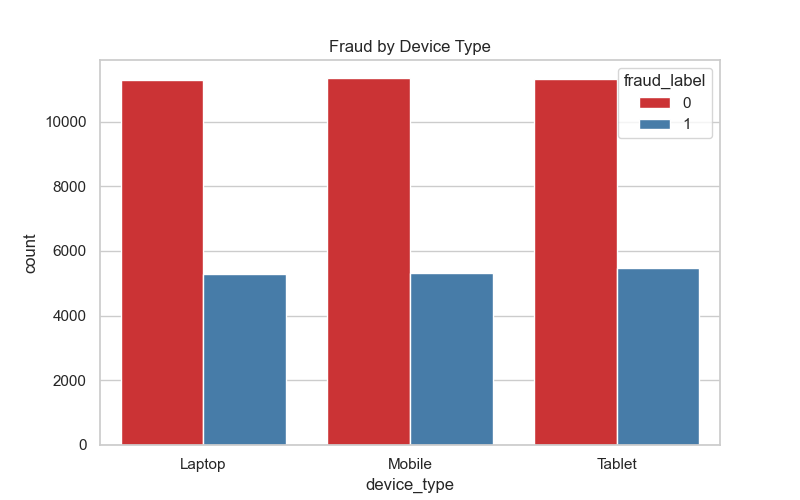 Fraud by Device Type
fraud_label
0
1
10000
8000
6000
4000
2000
0
count
Laptop Mobile Tablet
device_type